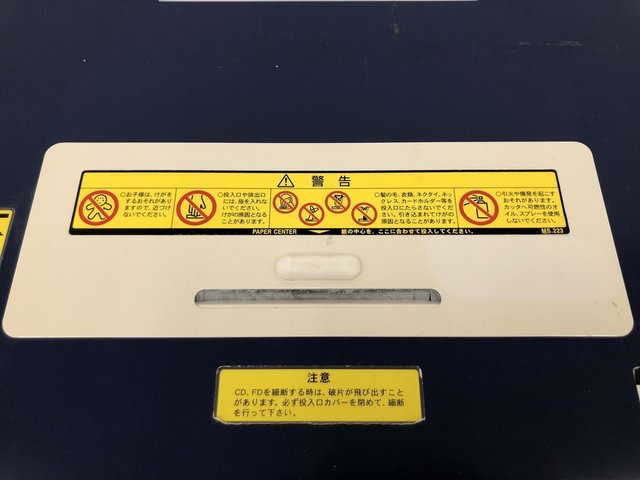 警告
○お子様は、けがを
するおそれがあり
ますので、近づけ
ないでください。
○投入口や排出口
には、指を入れな
いでください。
けがの原因となる
ことがあります。
○髪の毛、衣類、ネクタイ、ネッ
クレス、カードホルダー等を
投入口にたらさないでくだ
さい。引き込まれてけがの
原因となることがあります。
○引火や爆発を起こす
おそれがあります。
カッタへ可燃性のオ
イル、スプレーを使用
しないでください。
PAPER CENTER 紙の中心を、ここに合わせて投入してください。
注意
CD、FDを細断する時は、破片が飛び出すこと
があります。必ず投入口カバーを閉めて、細断
を行って下さい。